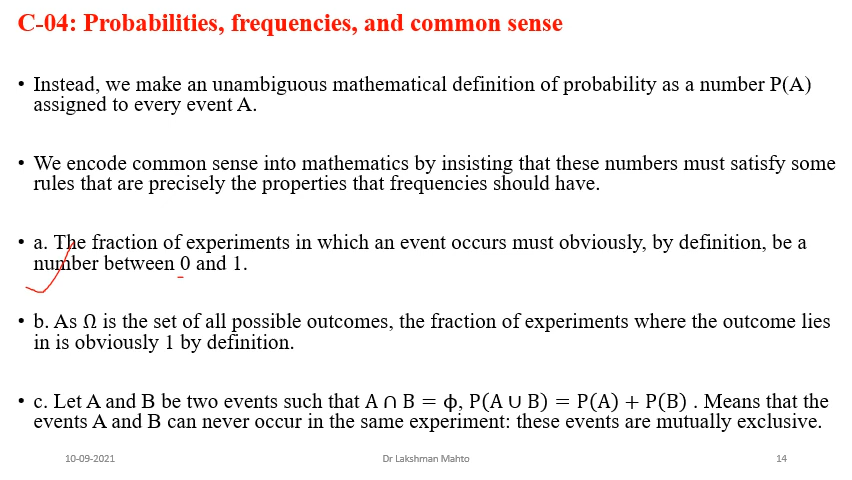 C-04: Probabilities, frequencies, and common sense
• Instead, we make an unambiguous mathematical definition of probability as a number P(A)
assigned to every event A.
• We encode common sense into mathematics by insisting that these numbers must satisfy some
rules that are precisely the properties that frequencies should have.
• a. The fraction of experiments in which an event occurs must obviously, by definition, be a
number between 0 and 1.
• b. As Ω is the set of all possible outcomes, the fraction of experiments where the outcome lies
in is obviously 1 by definition.
• c. Let A and B be two events such that A ∩ B = ϕ, P(A ∪ B) = P(A) + P(B) . Means that the
events A and B can never occur in the same experiment: these events are mutually exclusive.
10-09-2021 Dr Lakshman Mahto 14